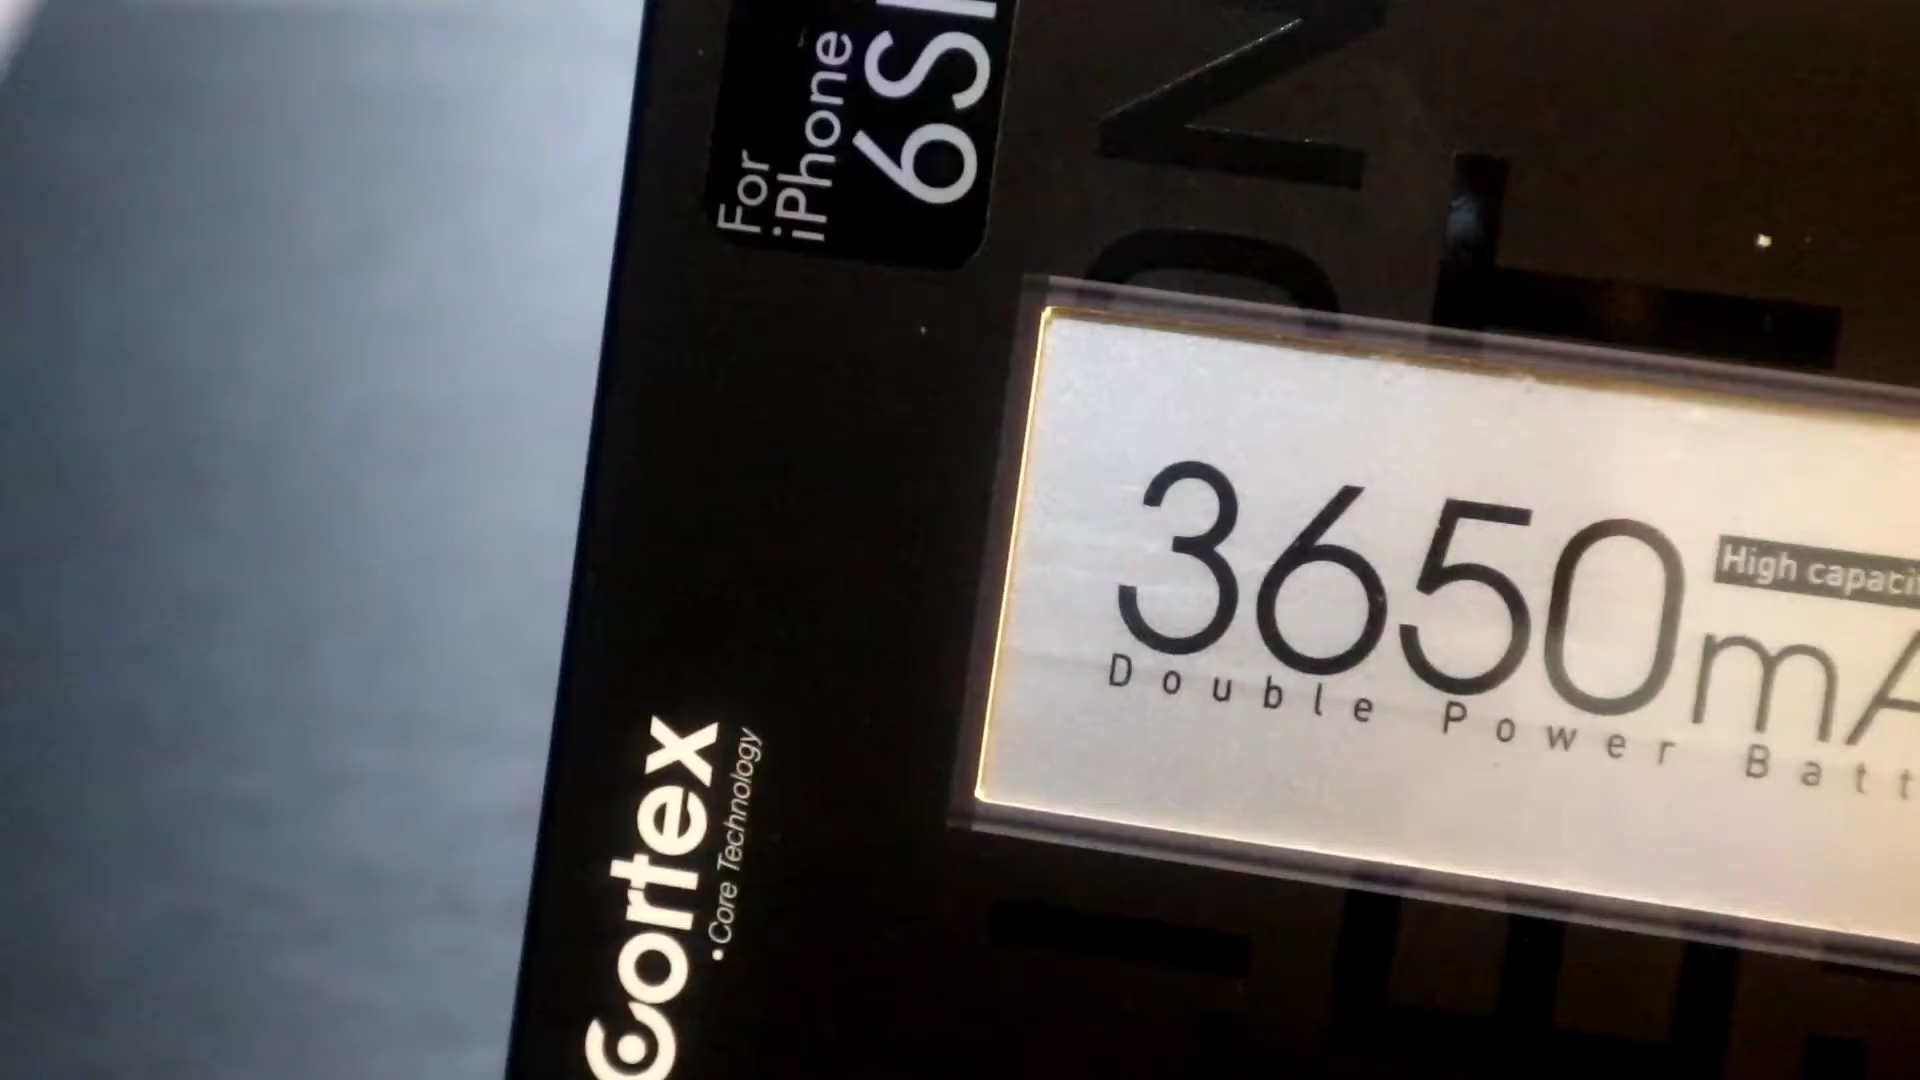 For
iPhone
6S
3650mA
High capaci
Double Power Batt
Cortex
•Core Technology